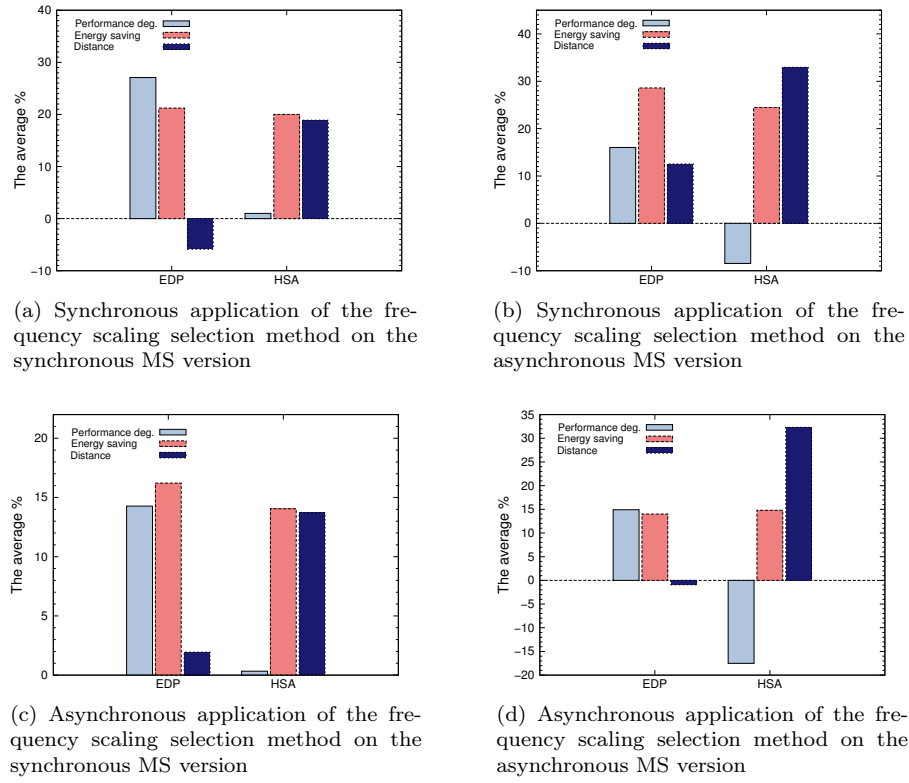 The average %
40
30
20
10
0
−10
Performance deg.
Energy saving
Distance
EDP
HSA
(a) Synchronous application of the fre-
quency scaling selection method on the
synchronous MS version
The average %
40
30
20
10
0
−10
Performance deg.
Energy saving
Distance
EDP
HSA
(b) Synchronous application of the fre-
quency scaling selection method on the
asynchronous MS version
The average %
20
15
10
5
0
Performance deg.
Energy saving
Distance
EDP
HSA
(c) Asynchronous application of the fre-
quency scaling selection method on the
synchronous MS version
The average %
35
30
25
20
15
10
5
0
−5
−10
−15
−20
Performance deg.
Energy saving
Distance
EDP
HSA
(d) Asynchronous application of the fre-
quency scaling selection method on the
asynchronous MS version